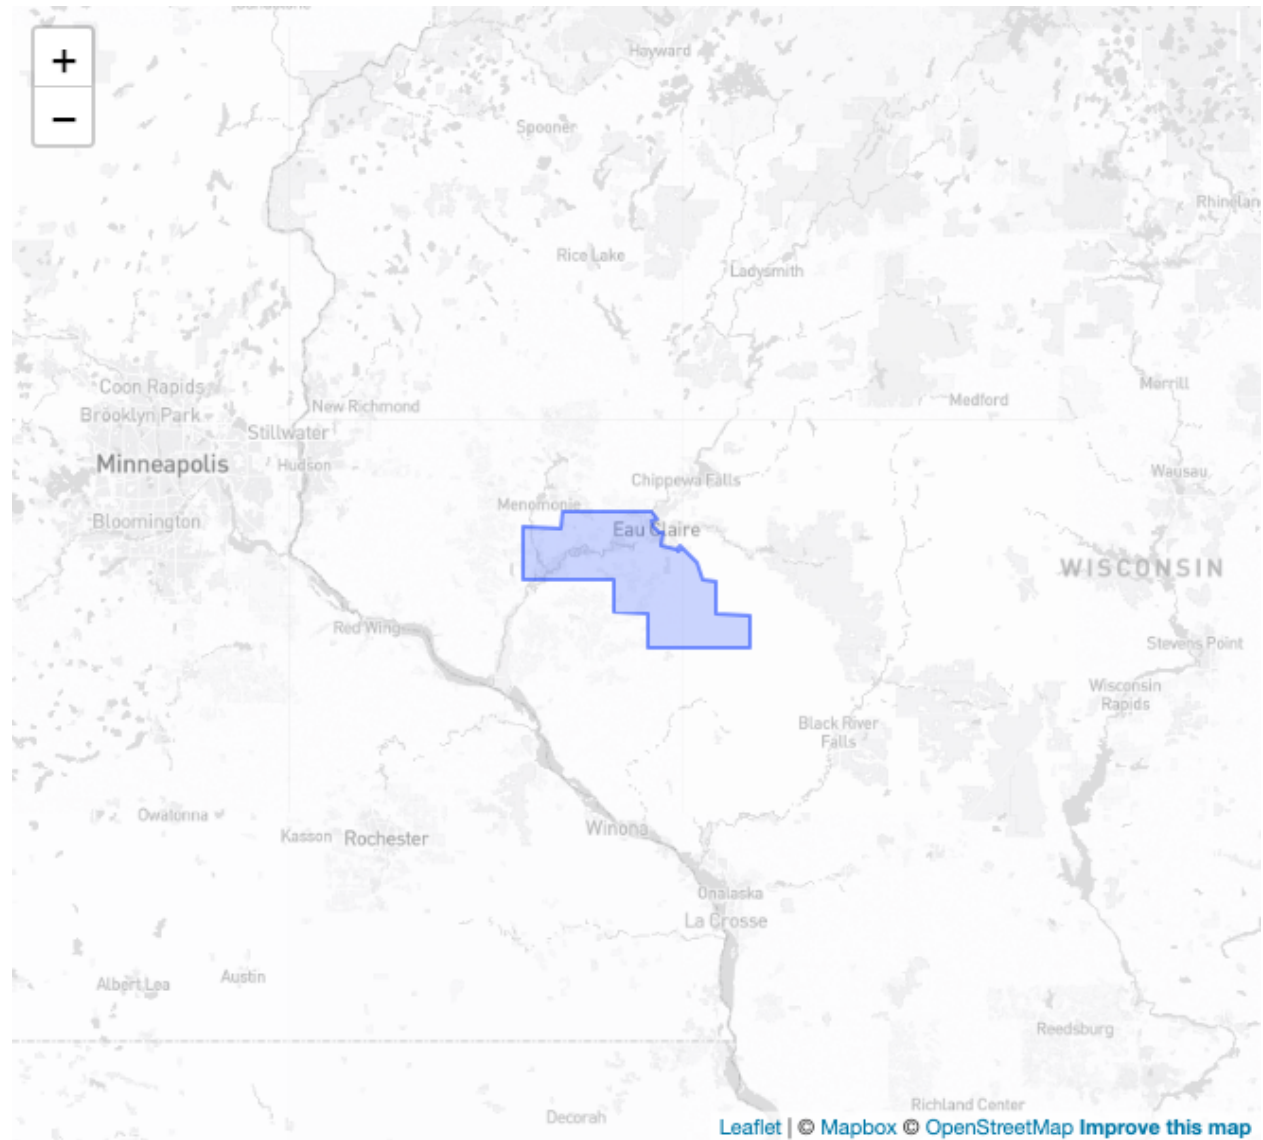 +
−
Hayward
Spooner
Rhinelan
Rice Lake
Ladysmith
Coon Rapids
Brooklyn Park
New Richmond
Medford
Merrill
Stillwater
Minneapolis
Hudson
Wausau
Chippewa Falls
Menomonie
Bloomington
Eau Claire
WISCONSIN
Red Wing
Stevens Point
Wisconsin
Rapids
Black River
Falls
Owatonna
Kasson
Rochester
Winona
Onalaska
La Crosse
Albert Lea
Austin
Reedsburg
Richland Center
Decorah
Leaflet | © Mapbox © OpenStreetMap Improve this map